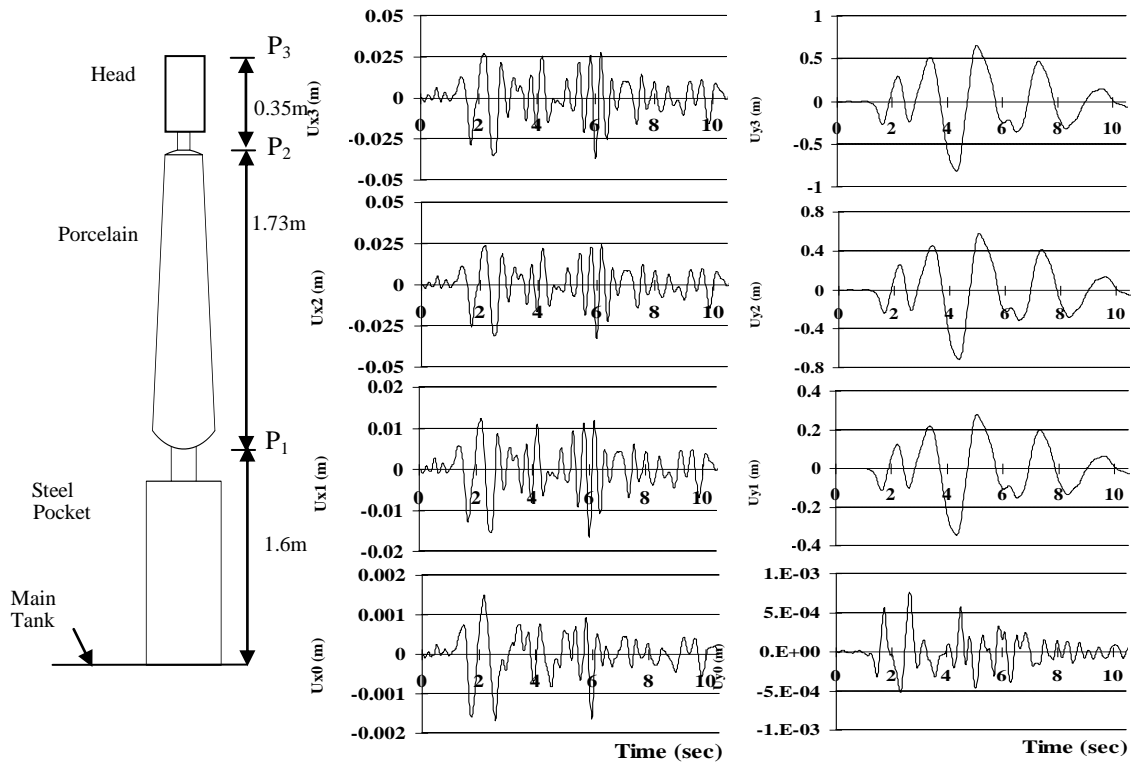 P3
Head
0.35m
P2
1.73m
Porcelain
P1
Steel
Pocket
1.6m
Main
Tank
Ux3 (m)
0.05
0.025
0
-0.025
-0.05
0 2 4 6 8 10
Ux2 (m)
0.05
0.025
0
-0.025
-0.05
0 2 4 6 8 10
Ux1 (m)
0.02
0.01
0
-0.01
-0.02
0 2 4 6 8 10
Ux0 (m)
0.002
0.001
0
-0.001
-0.002
0 2 4 6 8 10
Time (sec)
Uy3 (m)
1
0.5
0
-0.5
-1
0 2 4 6 8 10
Uy2 (m)
0.8
0.4
0
-0.4
-0.8
0 2 4 6 8 10
Uy1 (m)
0.4
0.2
0
-0.2
-0.4
0 2 4 6 8 10
Uy0 (m)
1.E-03
5.E-04
0.E+00
-5.E-04
-1.E-03
0 2 4 6 8 10
Time (sec)